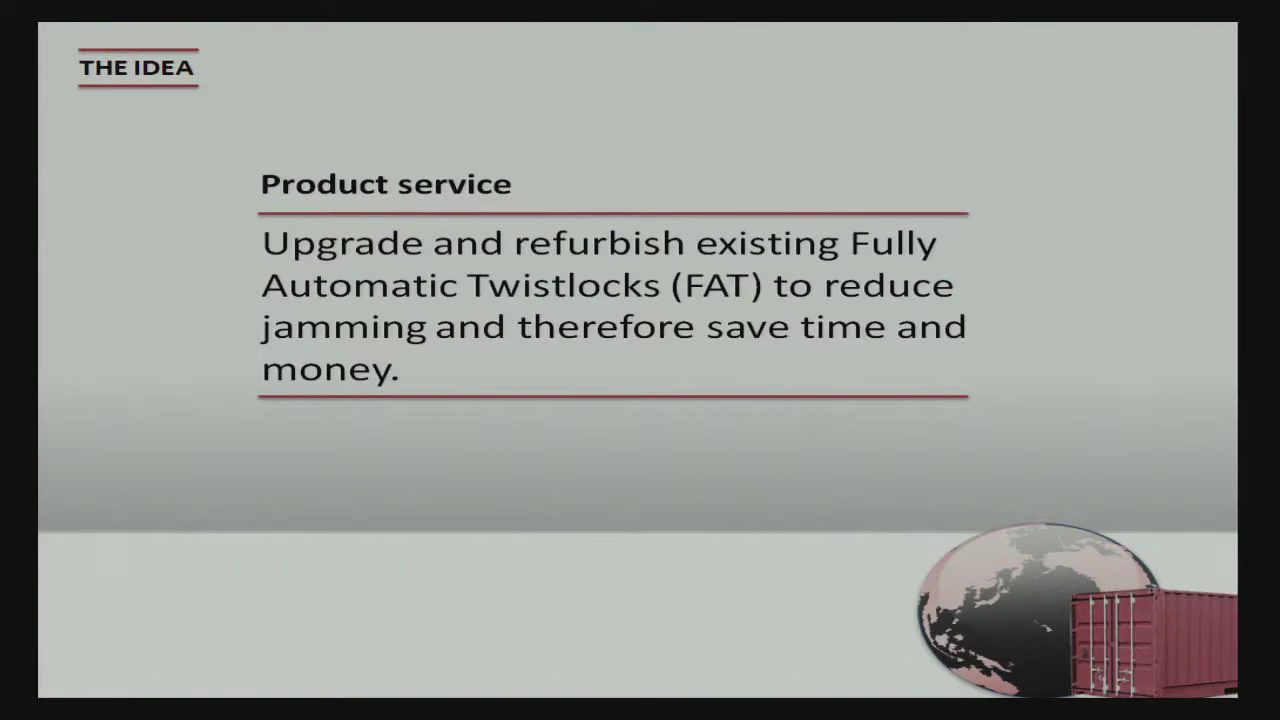 THE IDEA
Product service
Upgrade and refurbish existing Fully
Automatic Twistlocks (FAT) to reduce
jamming and therefore save time and
money.